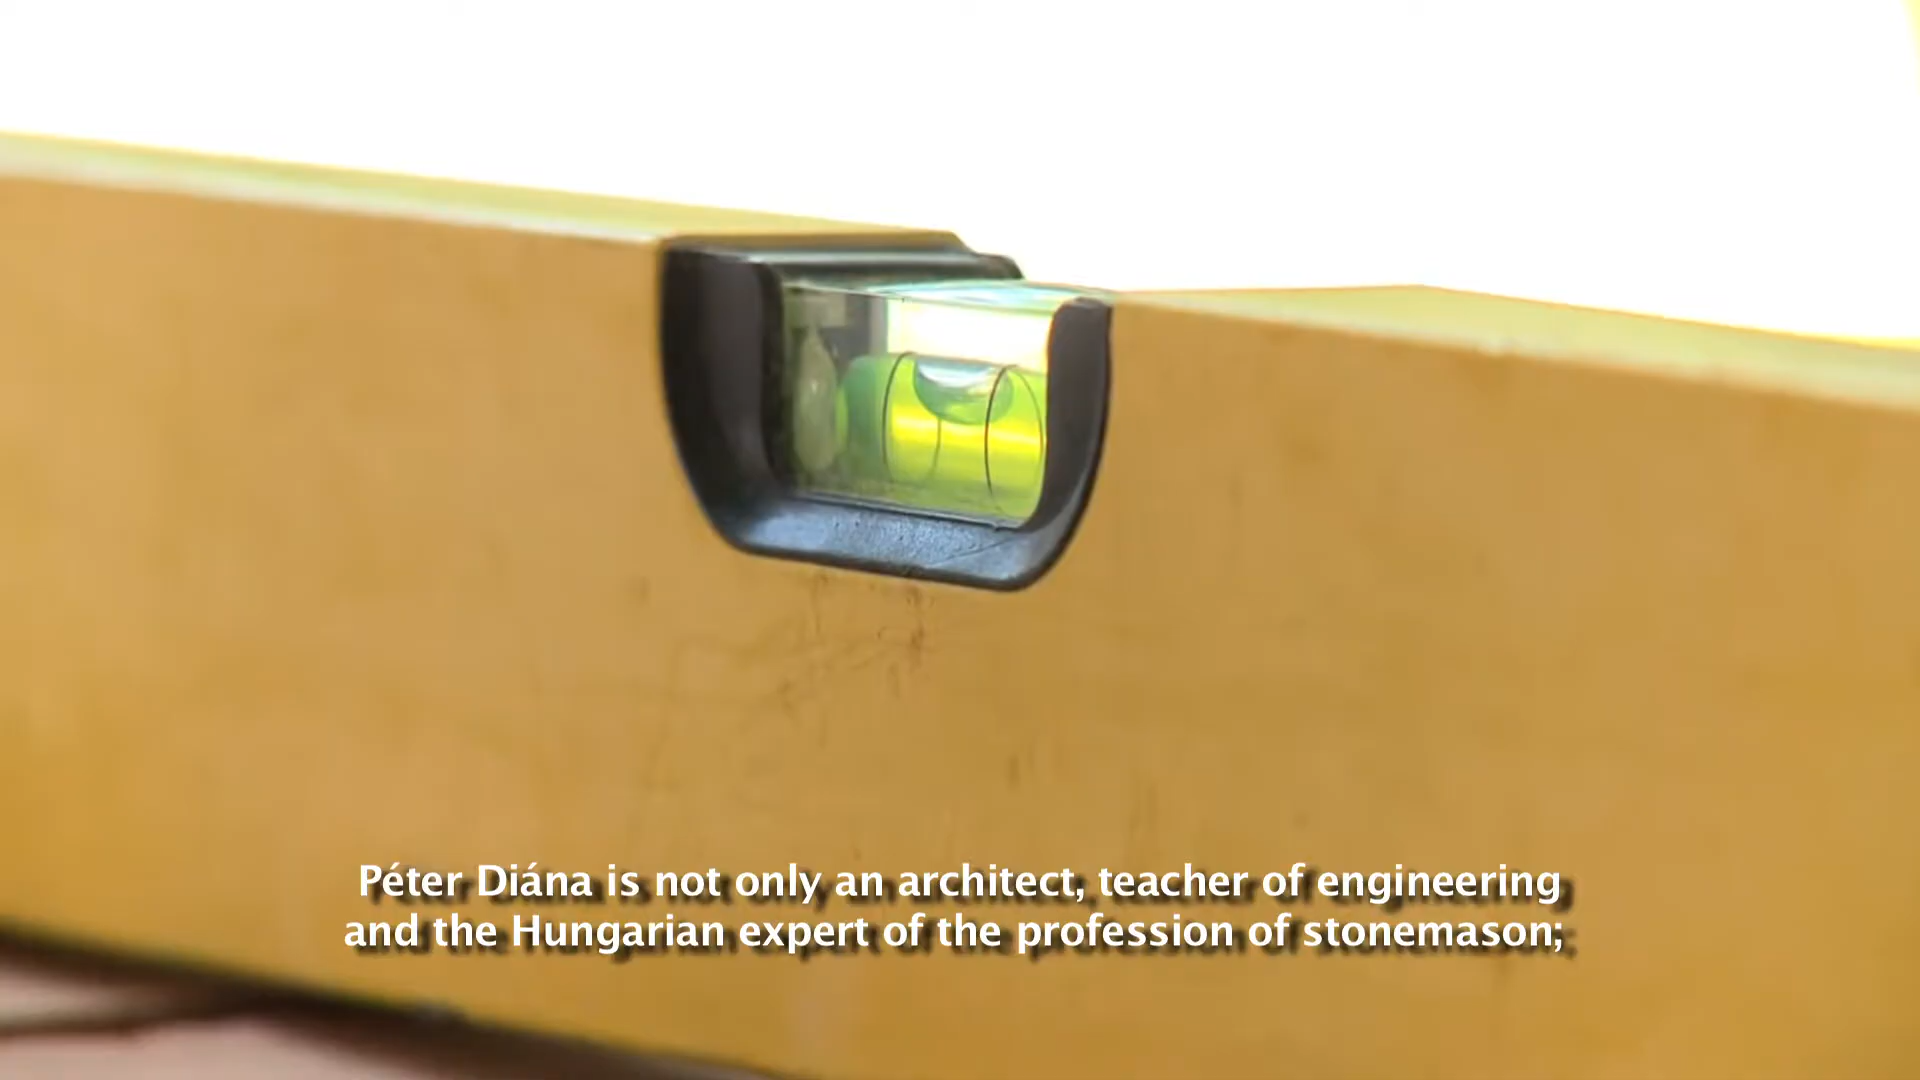 Péter Diána is not only an architect, teacher of engineering
and the Hungarian expert of the profession of stonemason;